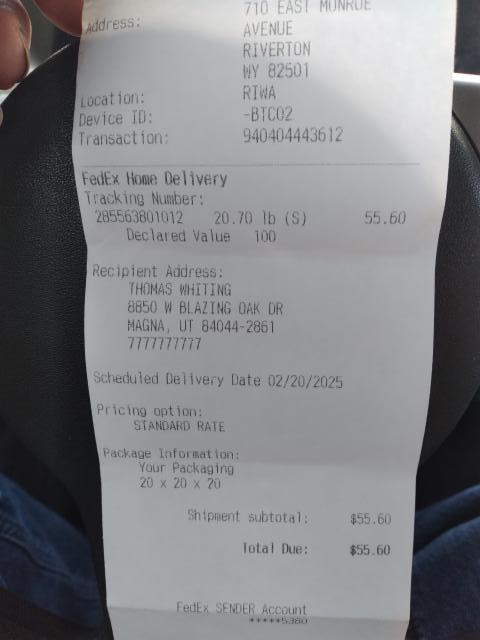 Address: 710 EAST MONROE
AVENUE
RIVERTON
WY 82501
Location: RIWA
Device ID: -BTC02
Transaction: 940404443612
FedEx Home Delivery
Tracking Number:
285563801012 20.70 lb (S) 55.60
Declared Value 100
Recipient Address:
THOMAS WHITING
8850 W BLAZING OAK DR
MAGNA, UT 84044-2861
7777777777
Scheduled Delivery Date 02/20/2025
Pricing option:
STANDARD RATE
Package Information:
Your Packaging
20 x 20 x 20
Shipment subtotal: $55.60
Total Due: $55.60
FedEx SENDER Account
*****5380